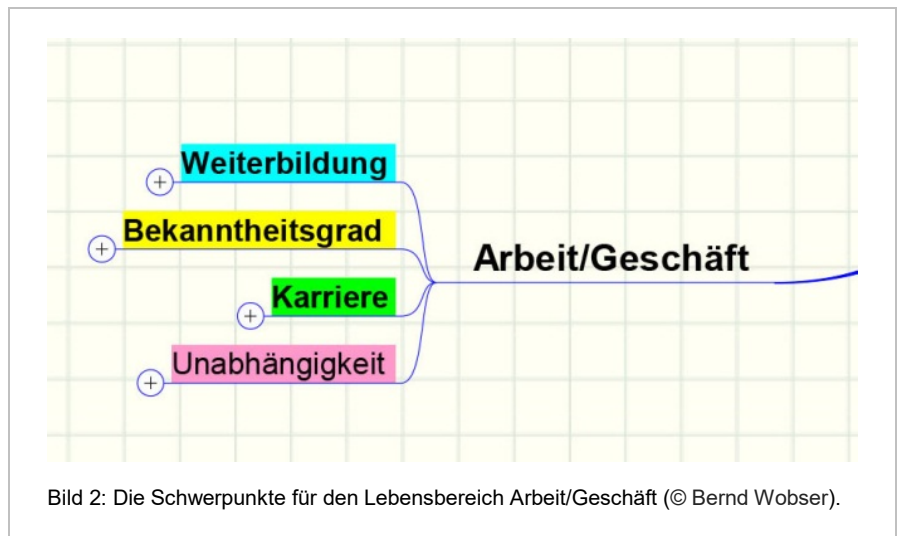 Weiterbildung
Bekanntheitsgrad
Arbeit/Geschäft
Karriere
Unabhängigkeit
Bild 2: Die Schwerpunkte für den Lebensbereich Arbeit/Geschäft (© Bernd Wobser).